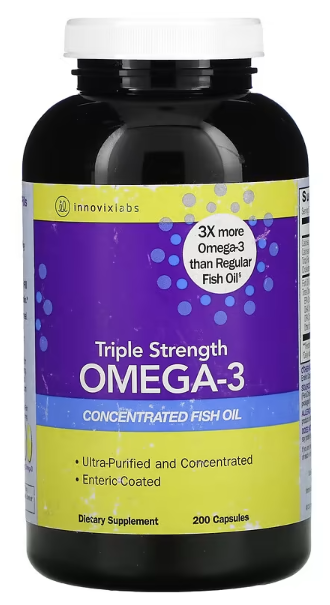 innovixlabs
3X more
Omega-3
than Regular
Fish Oil
Triple Strength
OMEGA-3
CONCENTRATED FISH OIL
• Ultra-Purified and Concentrated
• Enteric-Coated
Dietary Supplement 200 Capsules